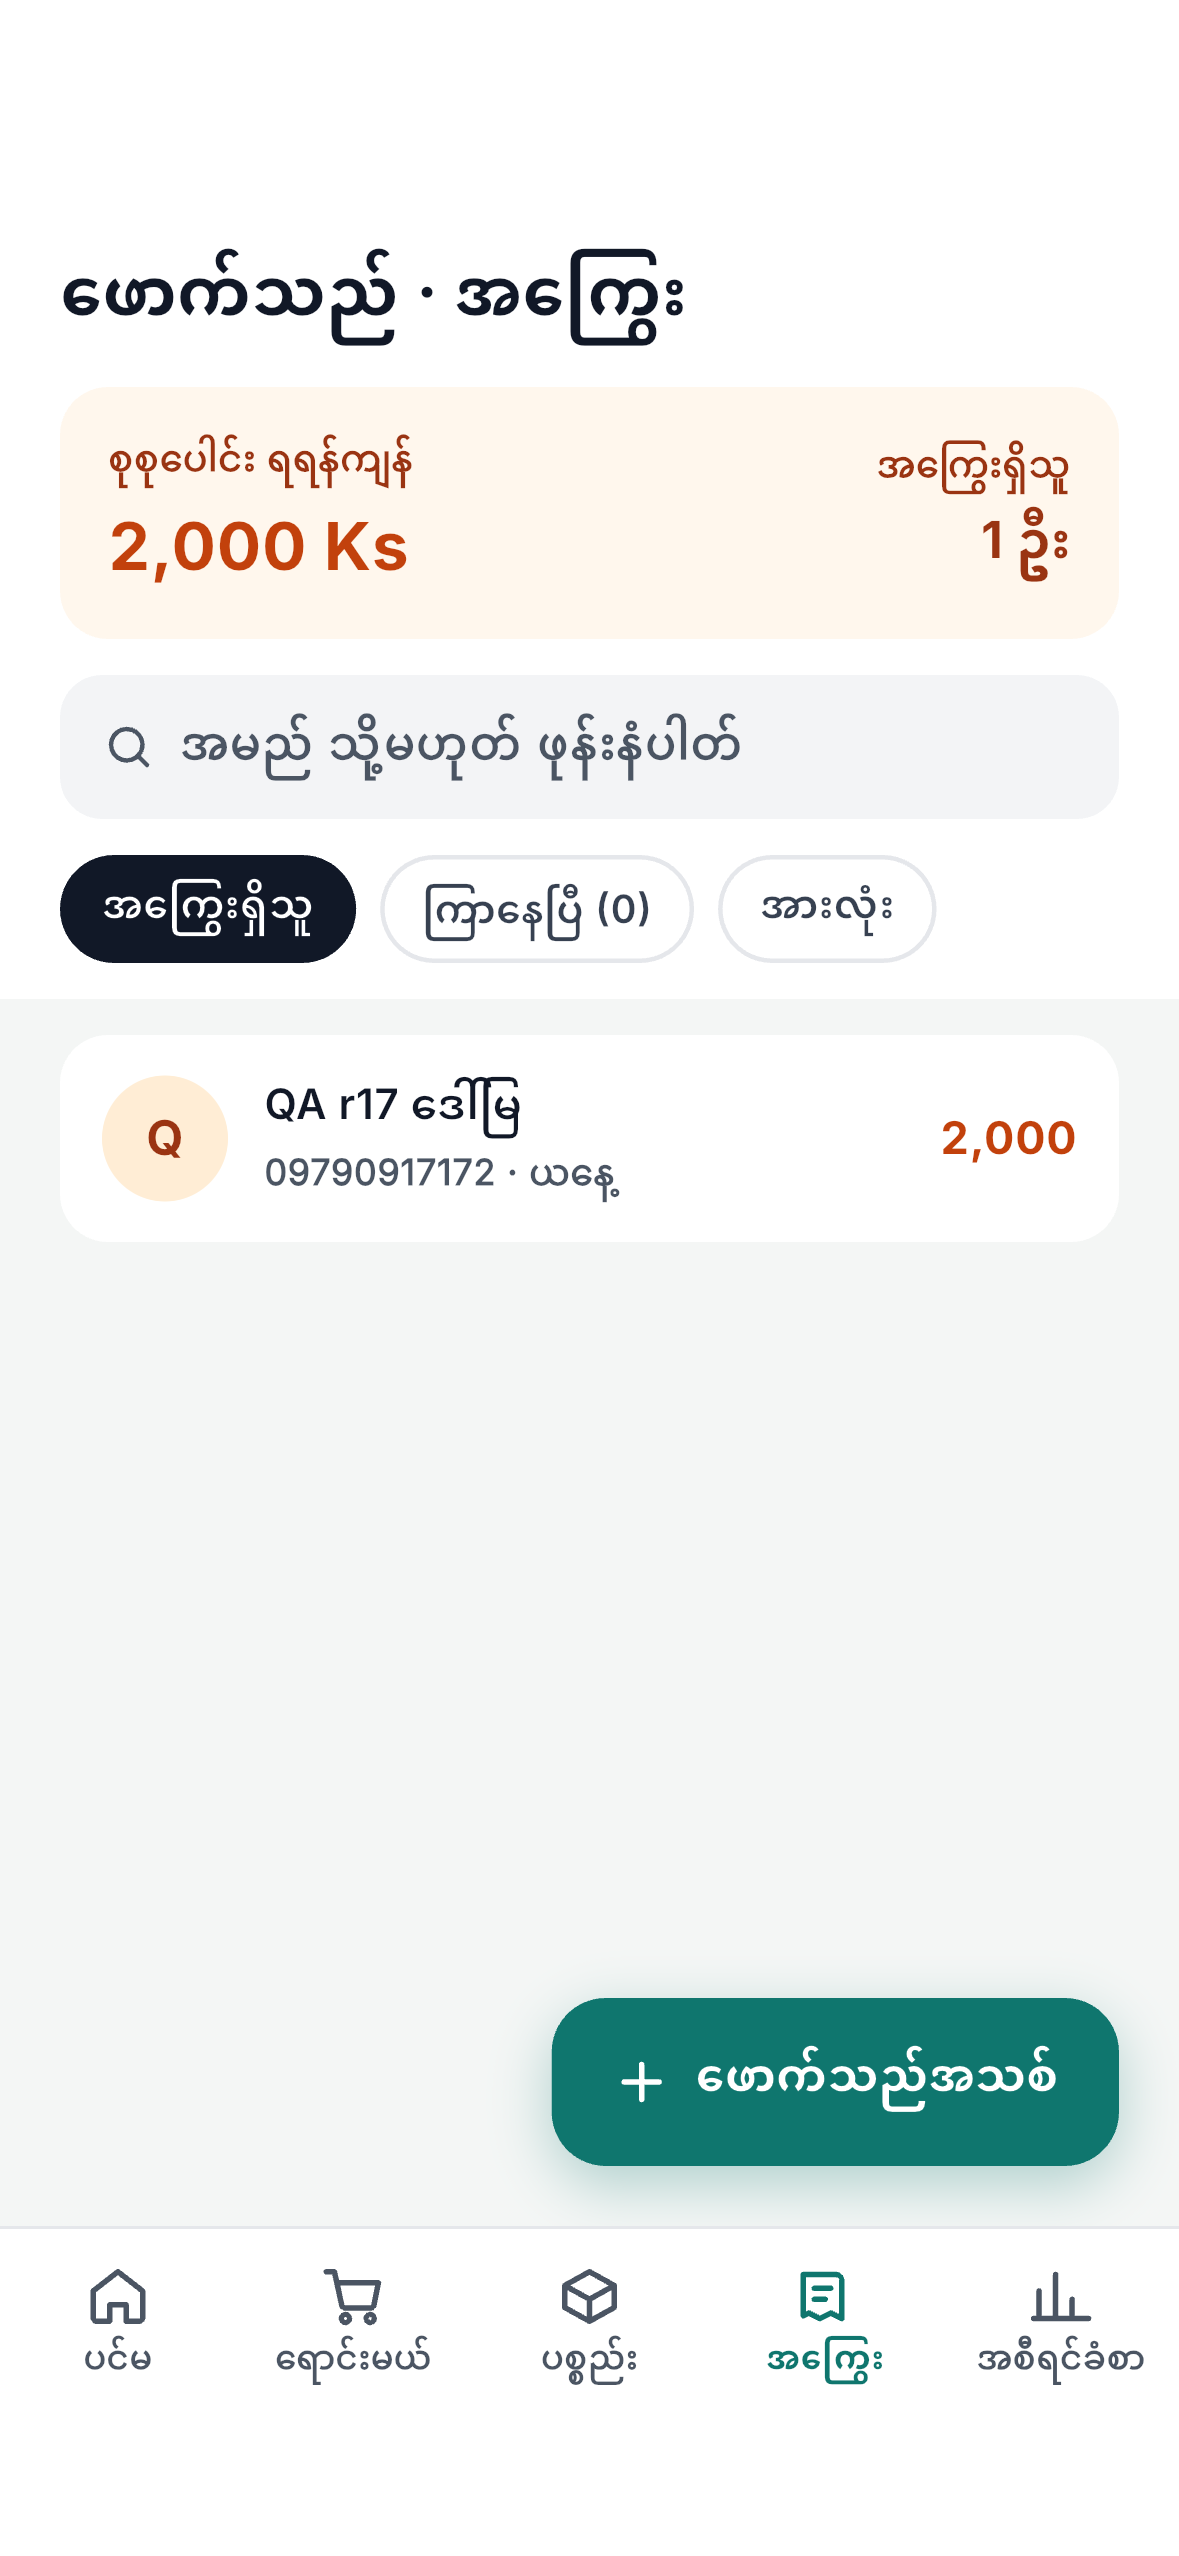 ဖောက်သည် · အကြွေး
စုစုပေါင်း ရရန်ကျန်
အကြွေးရှိသူ
2,000 Ks
1 ဦး
အမည် သို့မဟုတ် ဖုန်းနံပါတ်
အကြွေးရှိသူ
ကြာနေပြီ (0)
အားလုံး
Q
QA r17 ဒေါ်မြ
09790917172 · ယနေ့
2,000
+ ဖောက်သည်အသစ်
ပင်မ
ရောင်းမယ်
ပစ္စည်း
အကြွေး
အစီရင်ခံစာ